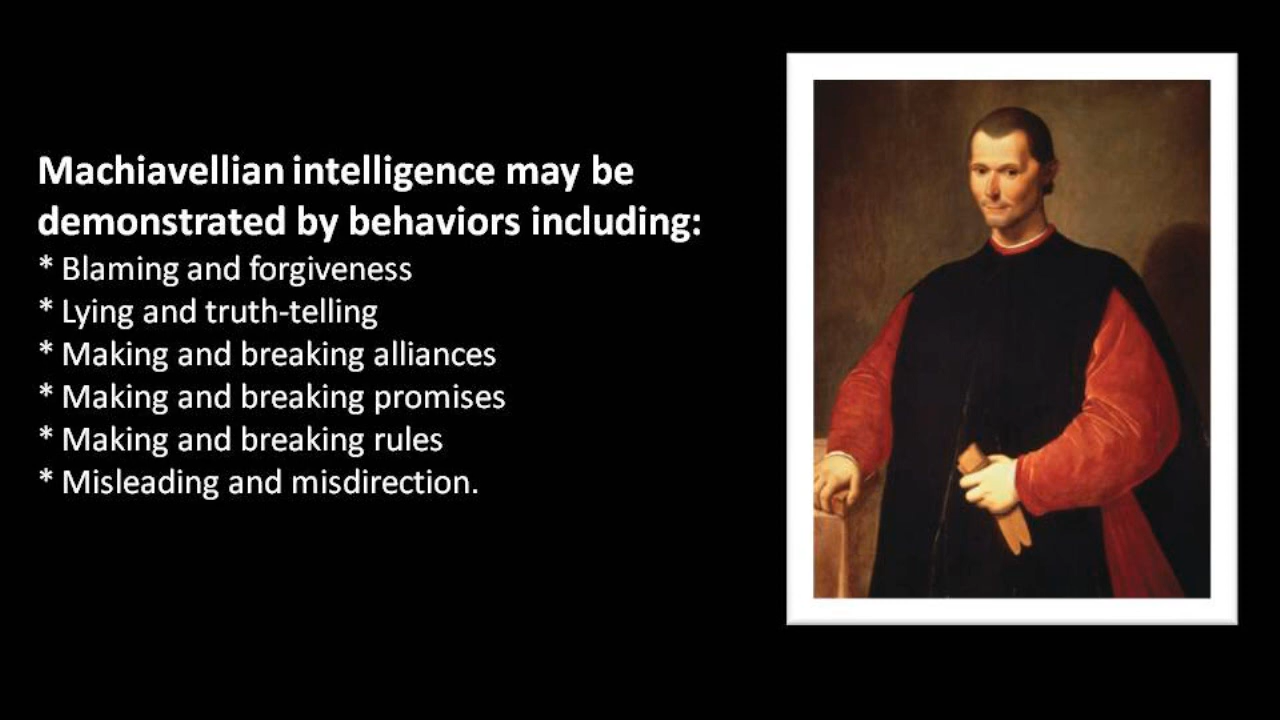 Machiavellian intelligence may be
demonstrated by behaviors including:
* Blaming and forgiveness
* Lying and truth-telling
* Making and breaking alliances
* Making and breaking promises
* Making and breaking rules
* Misleading and misdirection.